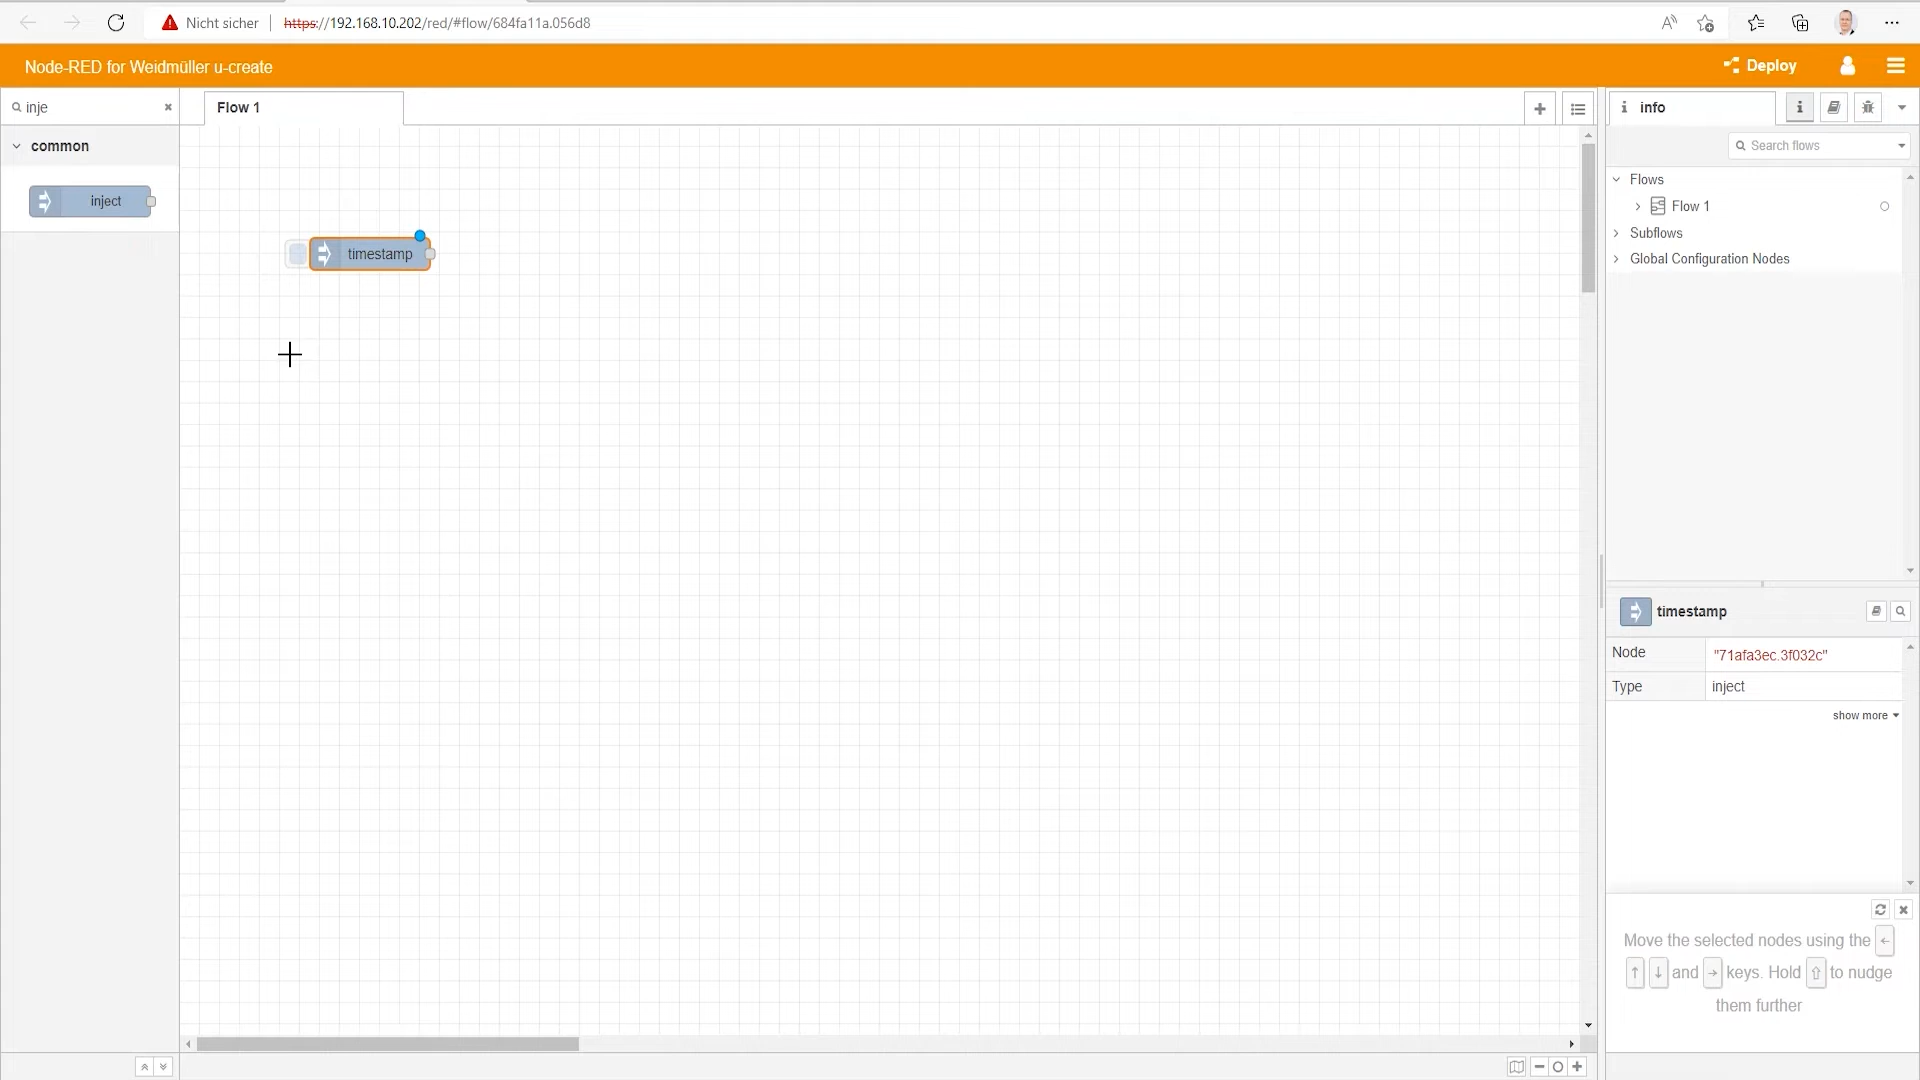 Nicht sicher
https://192.168.10.202/red/#flow/684fa11a.056d8
Node-RED for Weidmüller u-create
Deploy
inje
Flow 1
info
common
Search flows
inject
Flows
Flow 1
Subflows
timestamp
Global Configuration Nodes
timestamp
Node
"71afa3ec.3f032c"
Type
inject
show more
Move the selected nodes using the ←
↑ ↓ and → keys. Hold ⇧ to nudge
them further